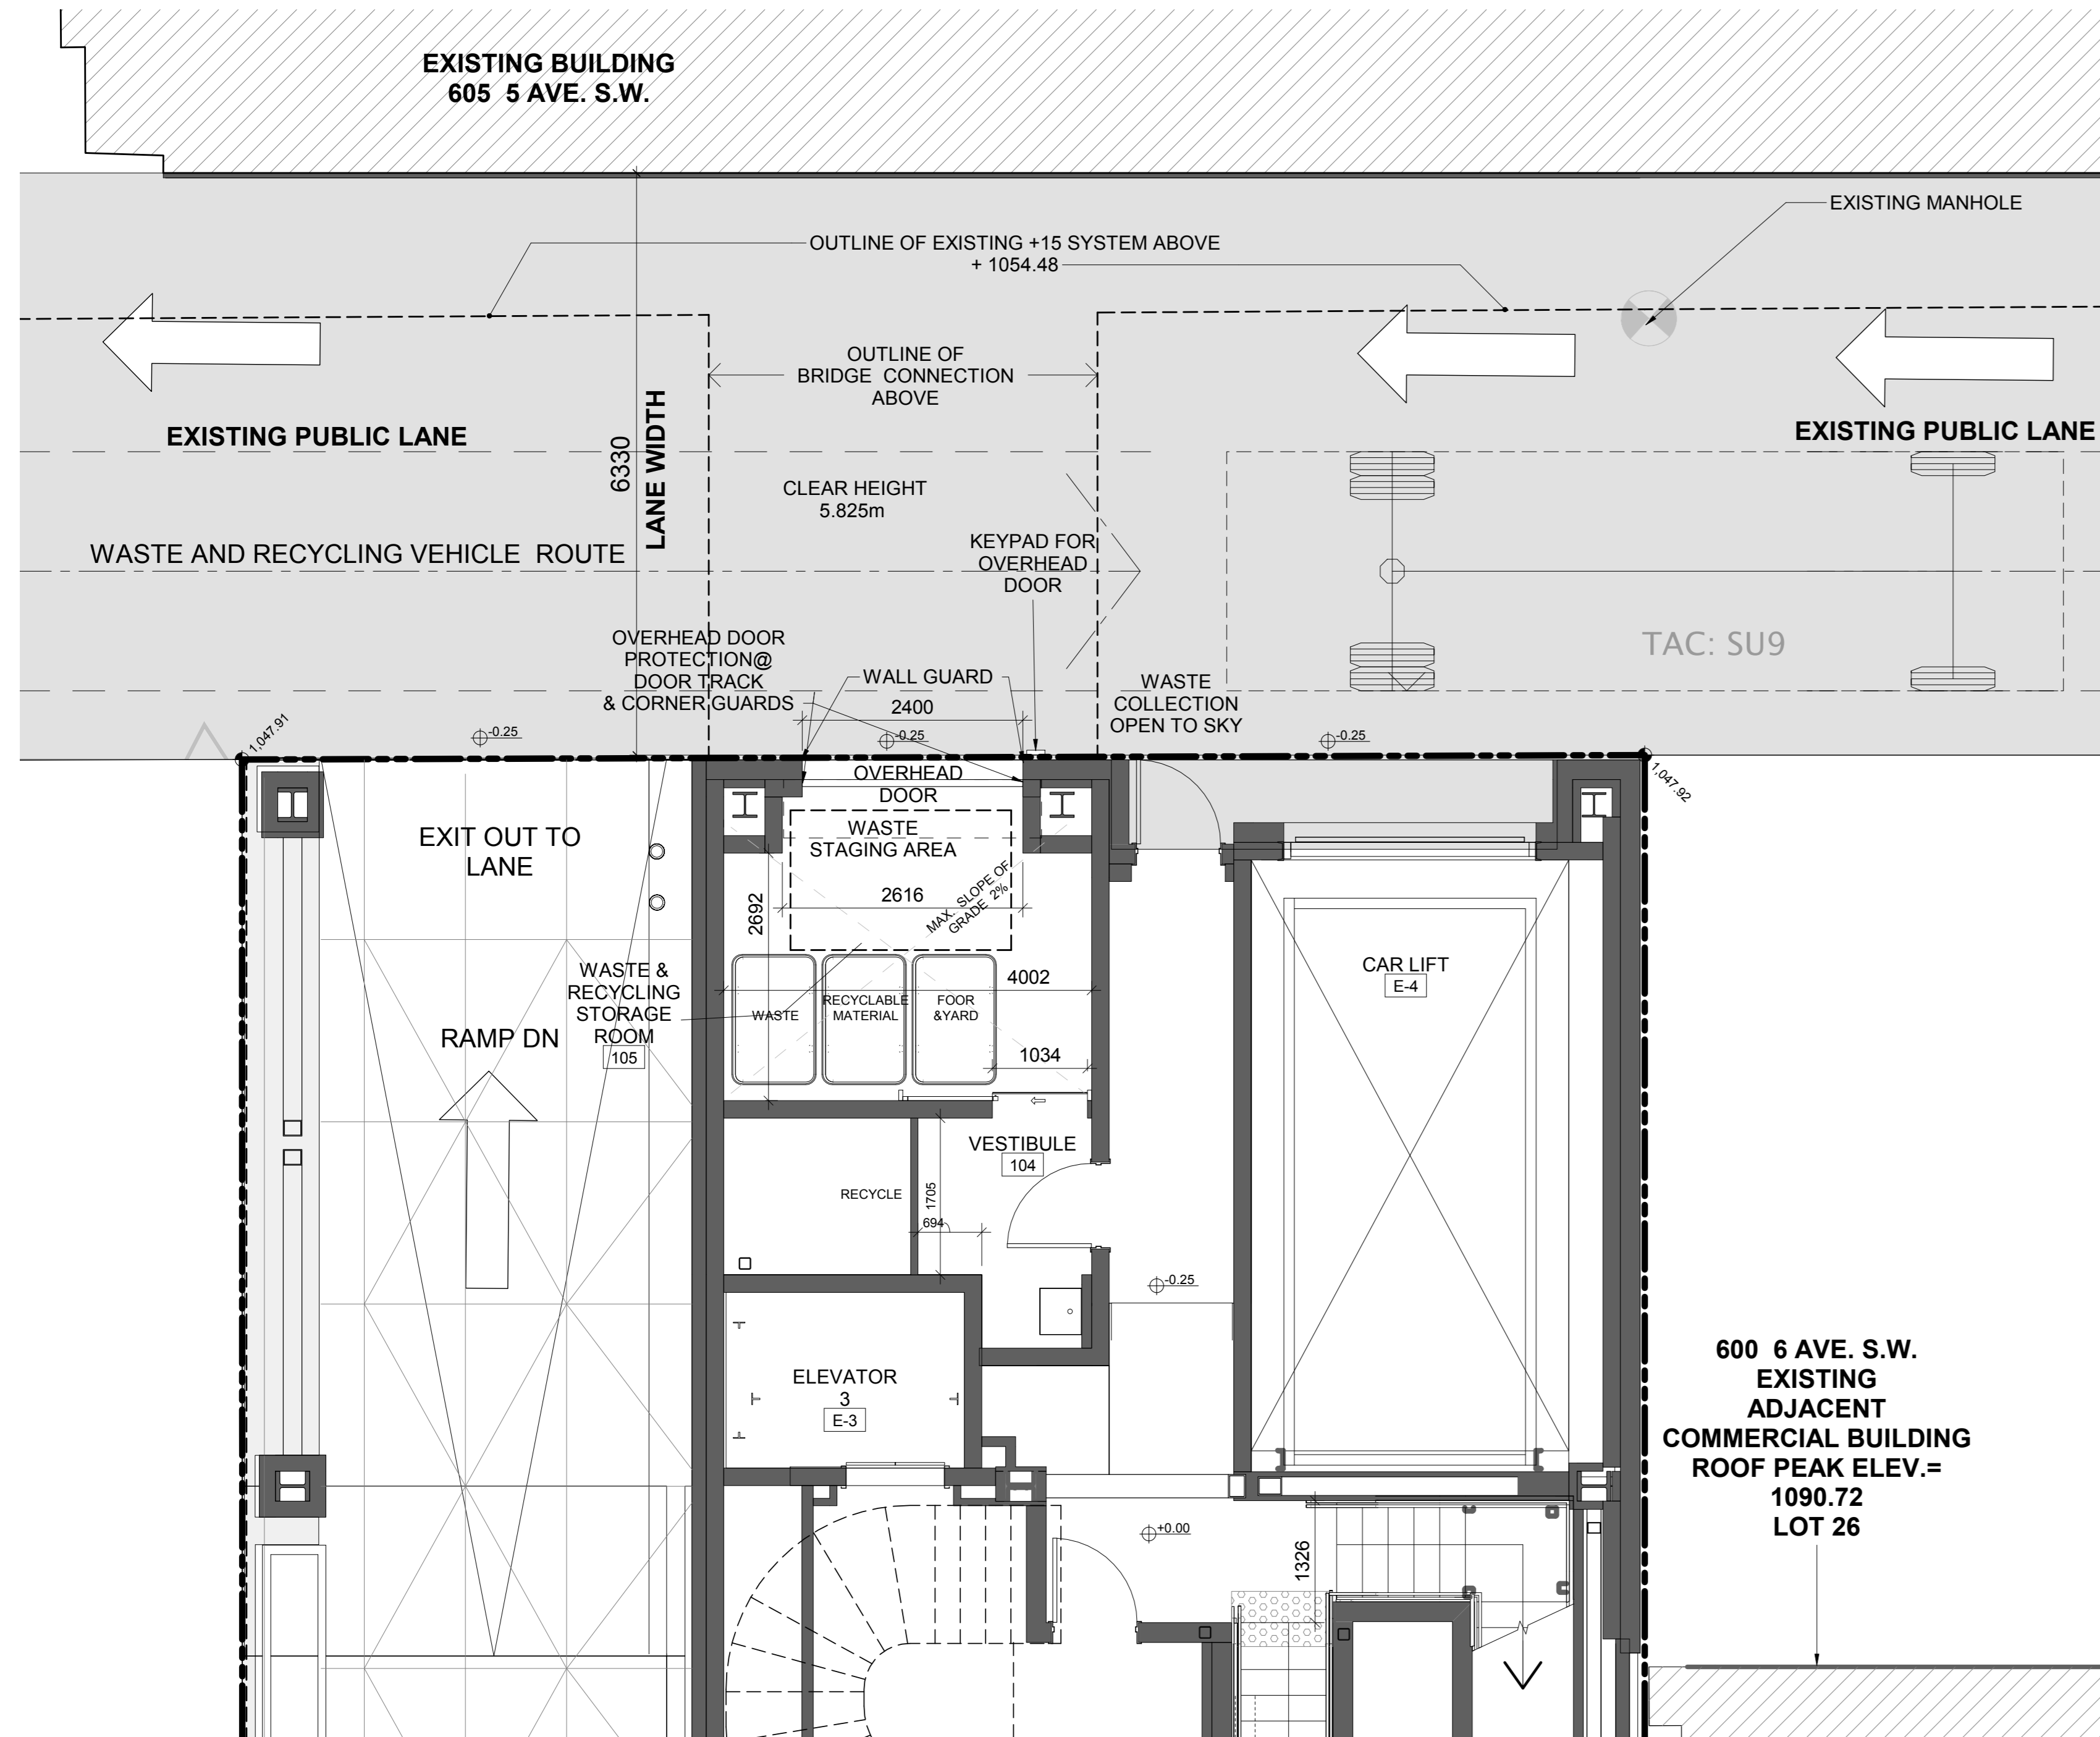 EXISTING BUILDING
605 5 AVE. S.W.
EXISTING MANHOLE
OUTLINE OF EXISTING +15 SYSTEM ABOVE
+ 1054.48
OUTLINE OF
BRIDGE CONNECTION
ABOVE
EXISTING PUBLIC LANE
6330
LANE WIDTH
EXISTING PUBLIC LANE
CLEAR HEIGHT
5.825m
WASTE AND RECYCLING VEHICLE ROUTE
KEYPAD FOR
OVERHEAD
DOOR
TAC: SU9
OVERHEAD DOOR
PROTECTION@
DOOR TRACK
& CORNER GUARDS
WALL GUARD
2400
WASTE
COLLECTION
OPEN TO SKY
1,047.91
-0.25
-0.25
-0.25
1,047.92
OVERHEAD
DOOR
EXIT OUT TO
LANE
WASTE
STAGING AREA
2692
2616
MAX. SLOPE OF
GRADE 2%
WASTE &
RECYCLING
STORAGE
ROOM
105
4002
WASTE
RECYCLABLE
MATERIAL
FOOR
&YARD
CAR LIFT
E-4
RAMP DN
1034
VESTIBULE
104
RECYCLE
1705
694
-0.25
ELEVATOR
3
E-3
600 6 AVE. S.W.
EXISTING
ADJACENT
COMMERCIAL BUILDING
ROOF PEAK ELEV.=
1090.72
LOT 26
+0.00
1326